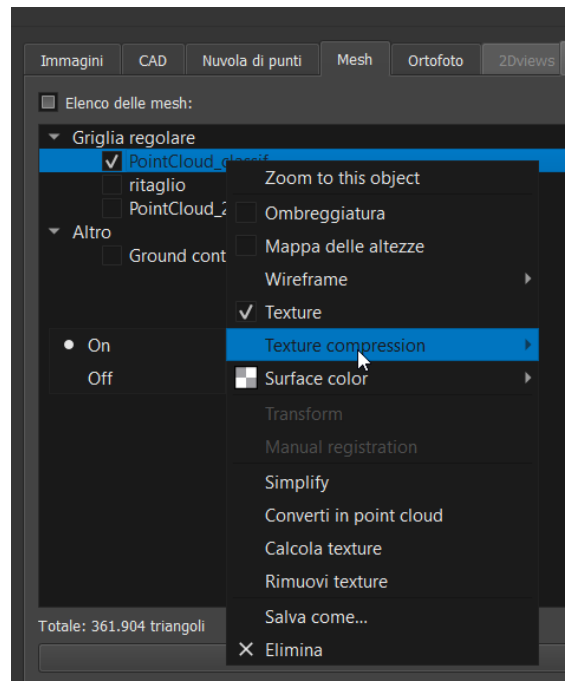 Immagini CAD Nuvola di punti Mesh Ortofoto 2Dviews
Elenco delle mesh:
Griglia regolare
PointCloud_classif
ritaglio
PointCloud_2
Altro
Ground cont
On
Off
Zoom to this object
Ombreggiatura
Mappa delle altezze
Wireframe
Texture
Texture compression
Surface color
Transform
Manual registration
Simplify
Converti in point cloud
Calcola texture
Rimuovi texture
Salva come...
Elimina
Totale: 361.904 triangoli